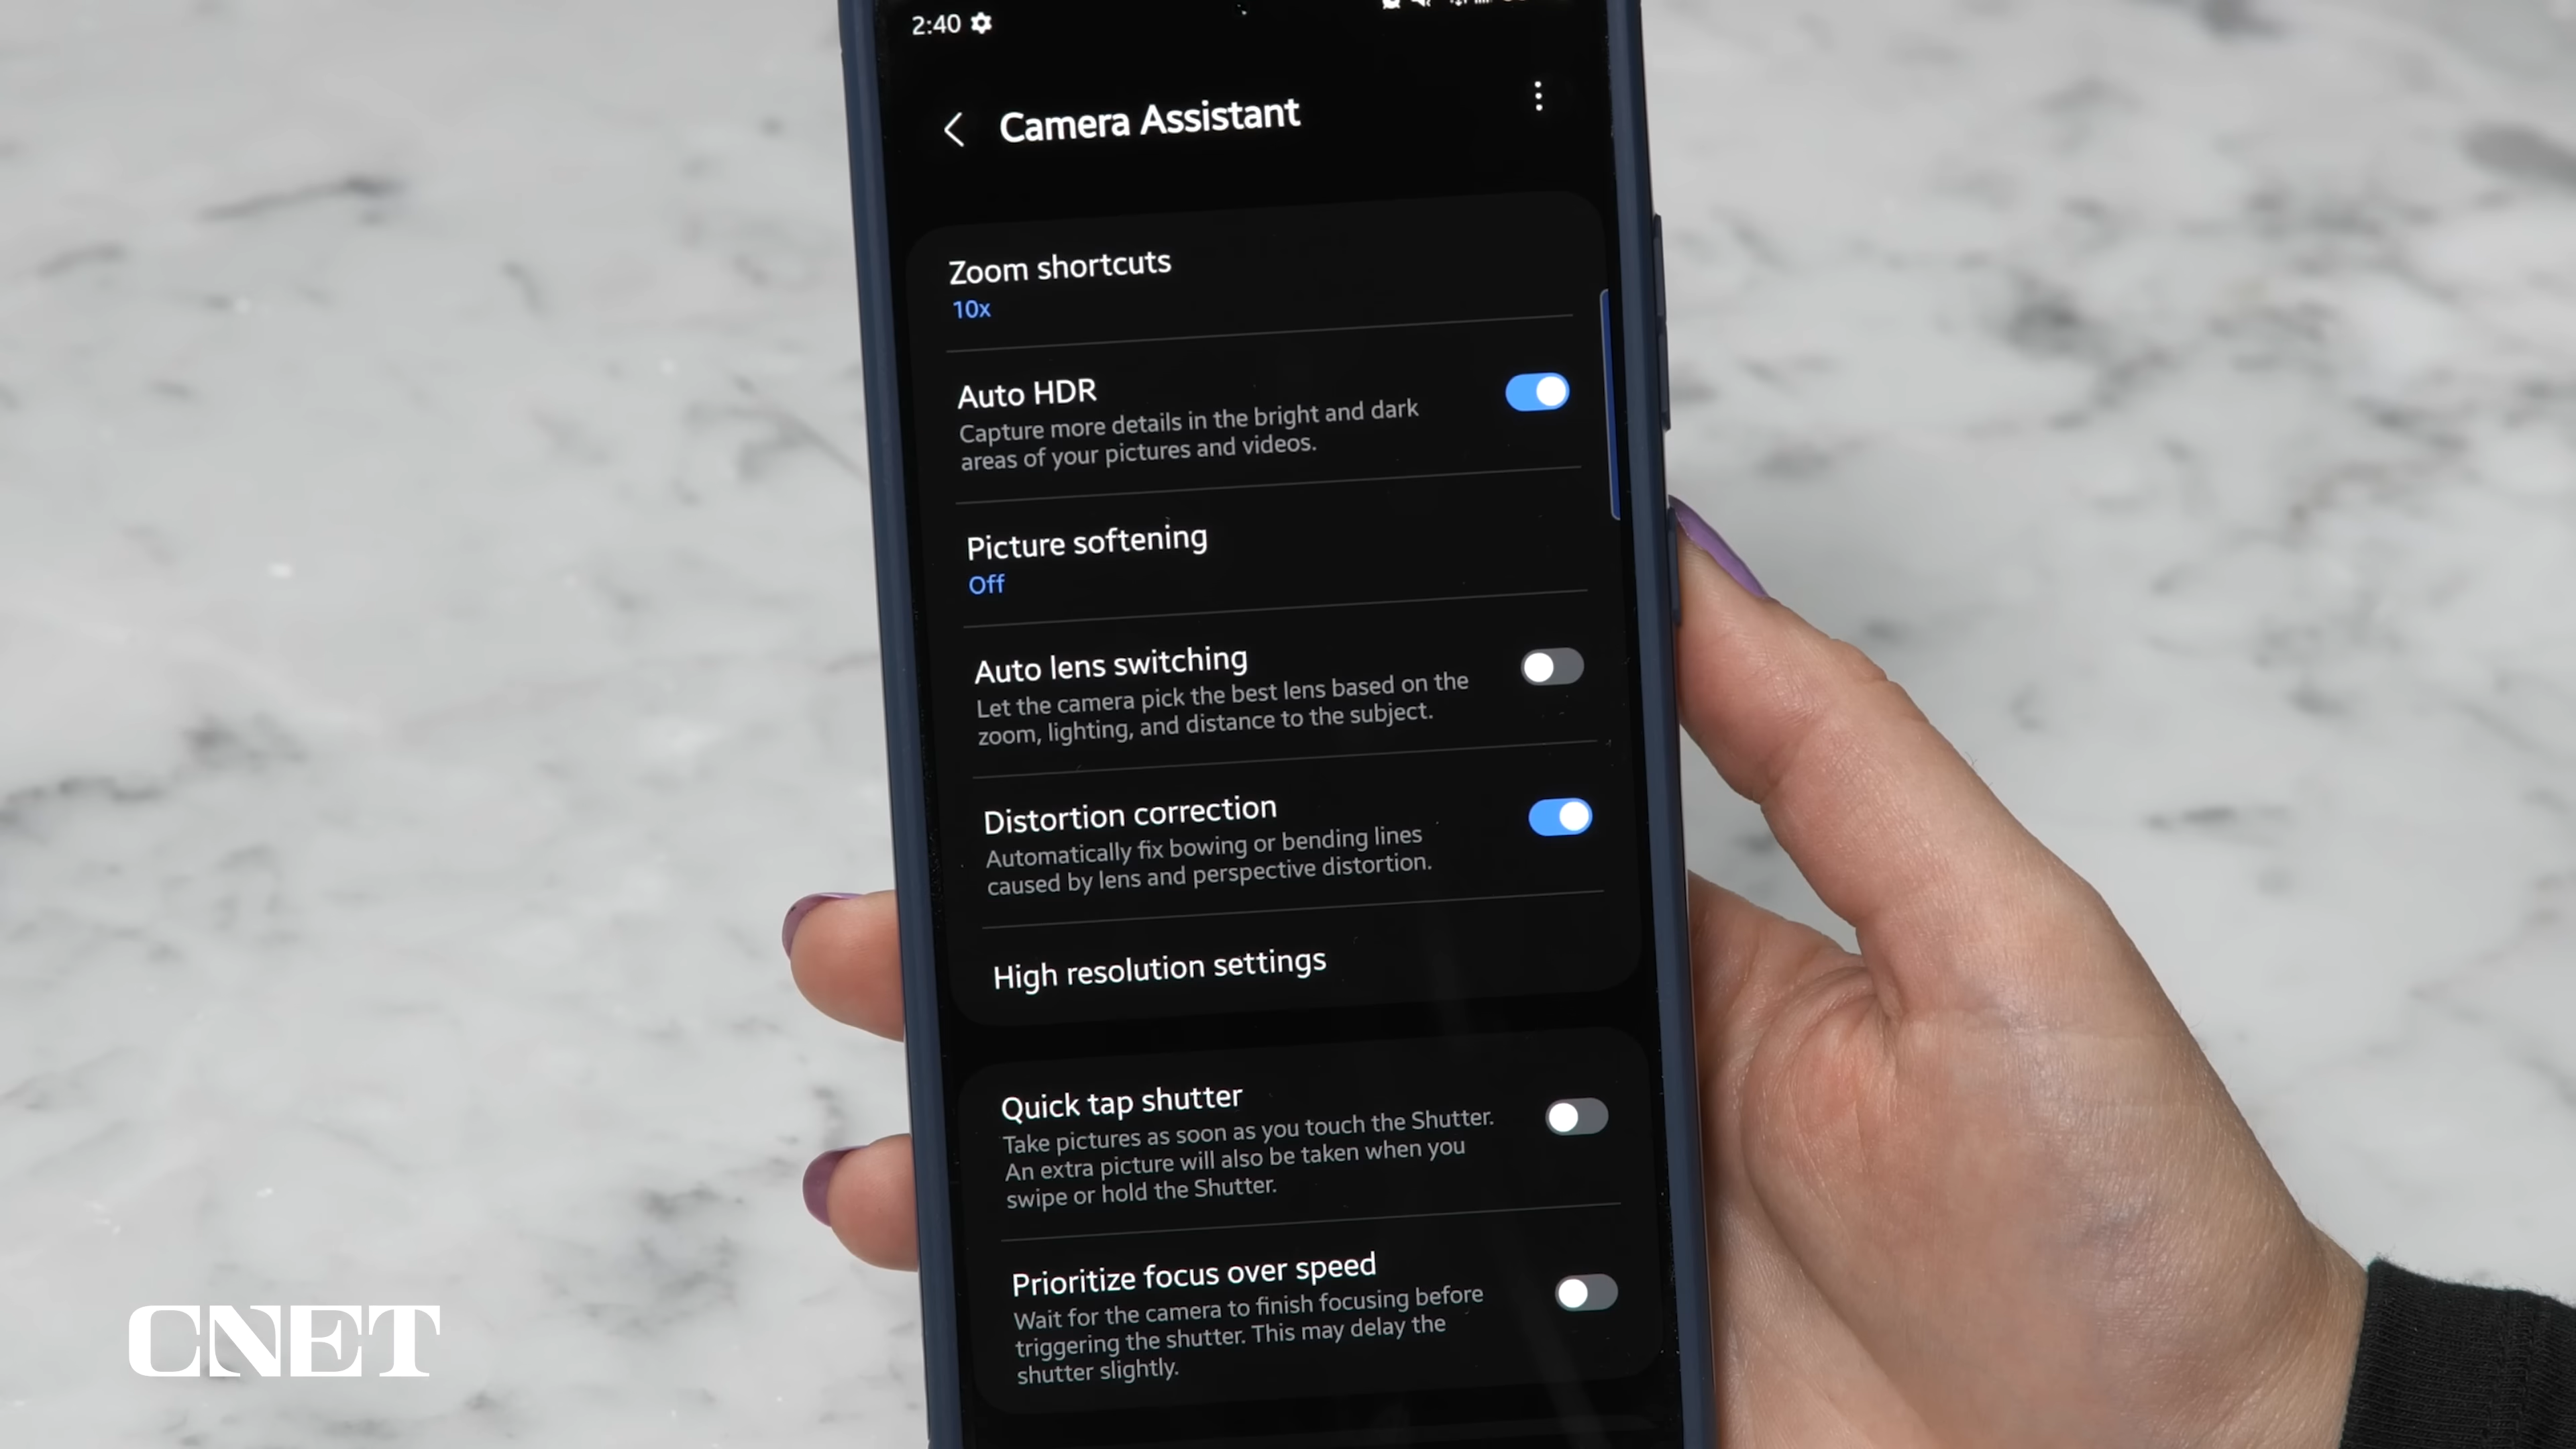 2:40
Camera Assistant
Zoom shortcuts
10x
Auto HDR
Capture more details in the bright and dark
areas of your pictures and videos.
Picture softening
Off
Auto lens switching
Let the camera pick the best lens based on the
zoom, lighting, and distance to the subject.
Distortion correction
Automatically fix bowing or bending lines
caused by lens and perspective distortion.
High resolution settings
Quick tap shutter
Take pictures as soon as you touch the Shutter.
An extra picture will also be taken when you
swipe or hold the Shutter.
Prioritize focus over speed
Wait for the camera to finish focusing before
triggering the shutter. This may delay the
shutter slightly.
CNET